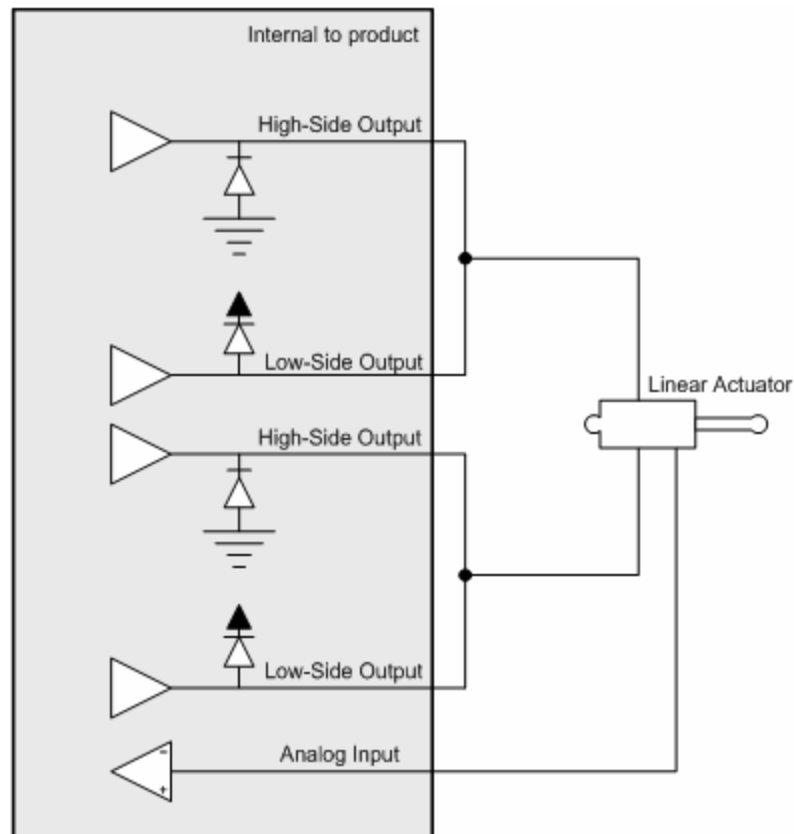 Internal to product
High-Side Output
Low-Side Output
Linear Actuator
High-Side Output
Low-Side Output
Analog Input
-
+